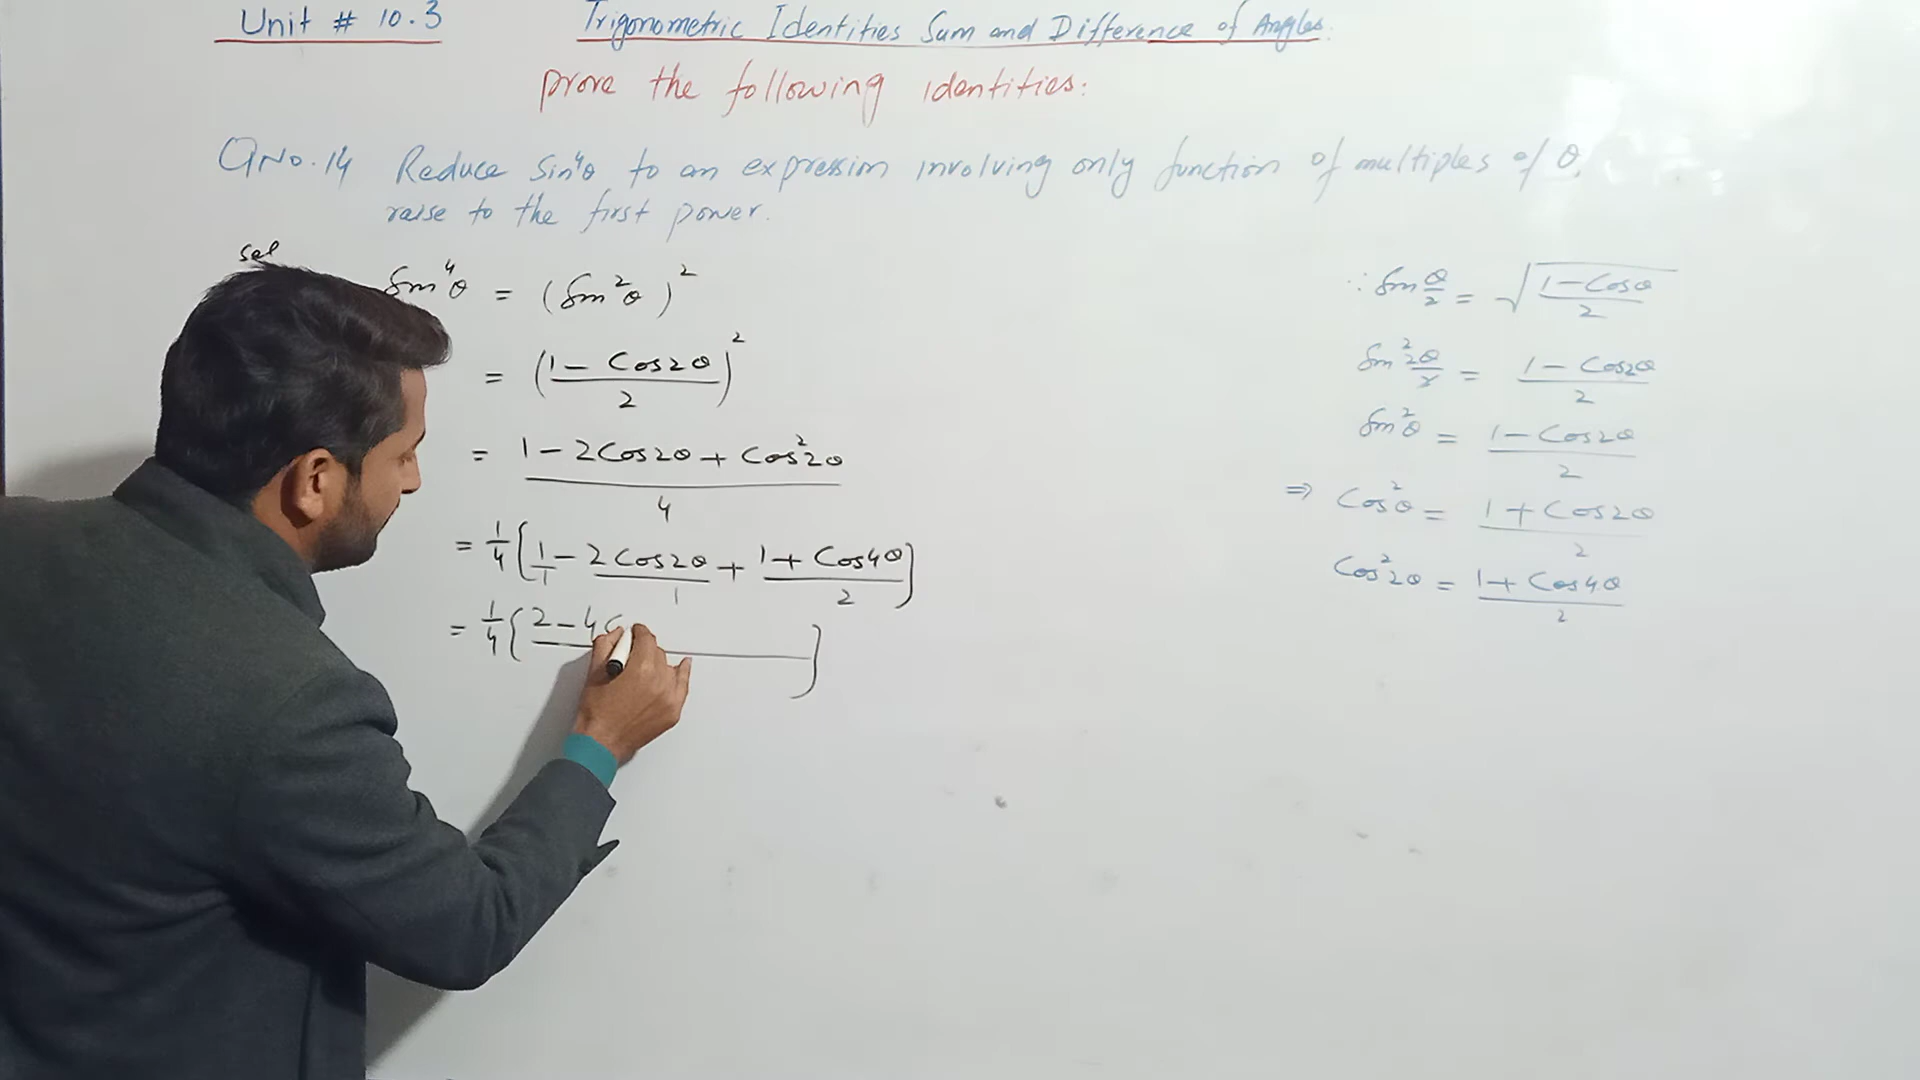 Unit # 10.3 Trigonometric Identities Sum and Difference of Angles.
prove the following identities:
QNo.14 Reduce Sin⁴θ to an expression involving only function of multiples of θ,
raise to the first power.
Sol
Sin⁴θ = (Sin²θ)²
= ((1 - Cos2θ)/2)²
= (1 - 2Cos2θ + Cos²2θ)/4
= 1/4 [1/1 - 2Cos2θ/1 + (1 + Cos4θ)/2]
= 1/4 [2 - 4C ]
∵ Sin θ/2 = √((1 - Cosθ)/2)
Sin² 2θ/2 = (1 - Cos2θ)/2
Sin²θ = (1 - Cos2θ)/2
⇒ Cos²θ = (1 + Cos2θ)/2
Cos²2θ = (1 + Cos4θ)/2